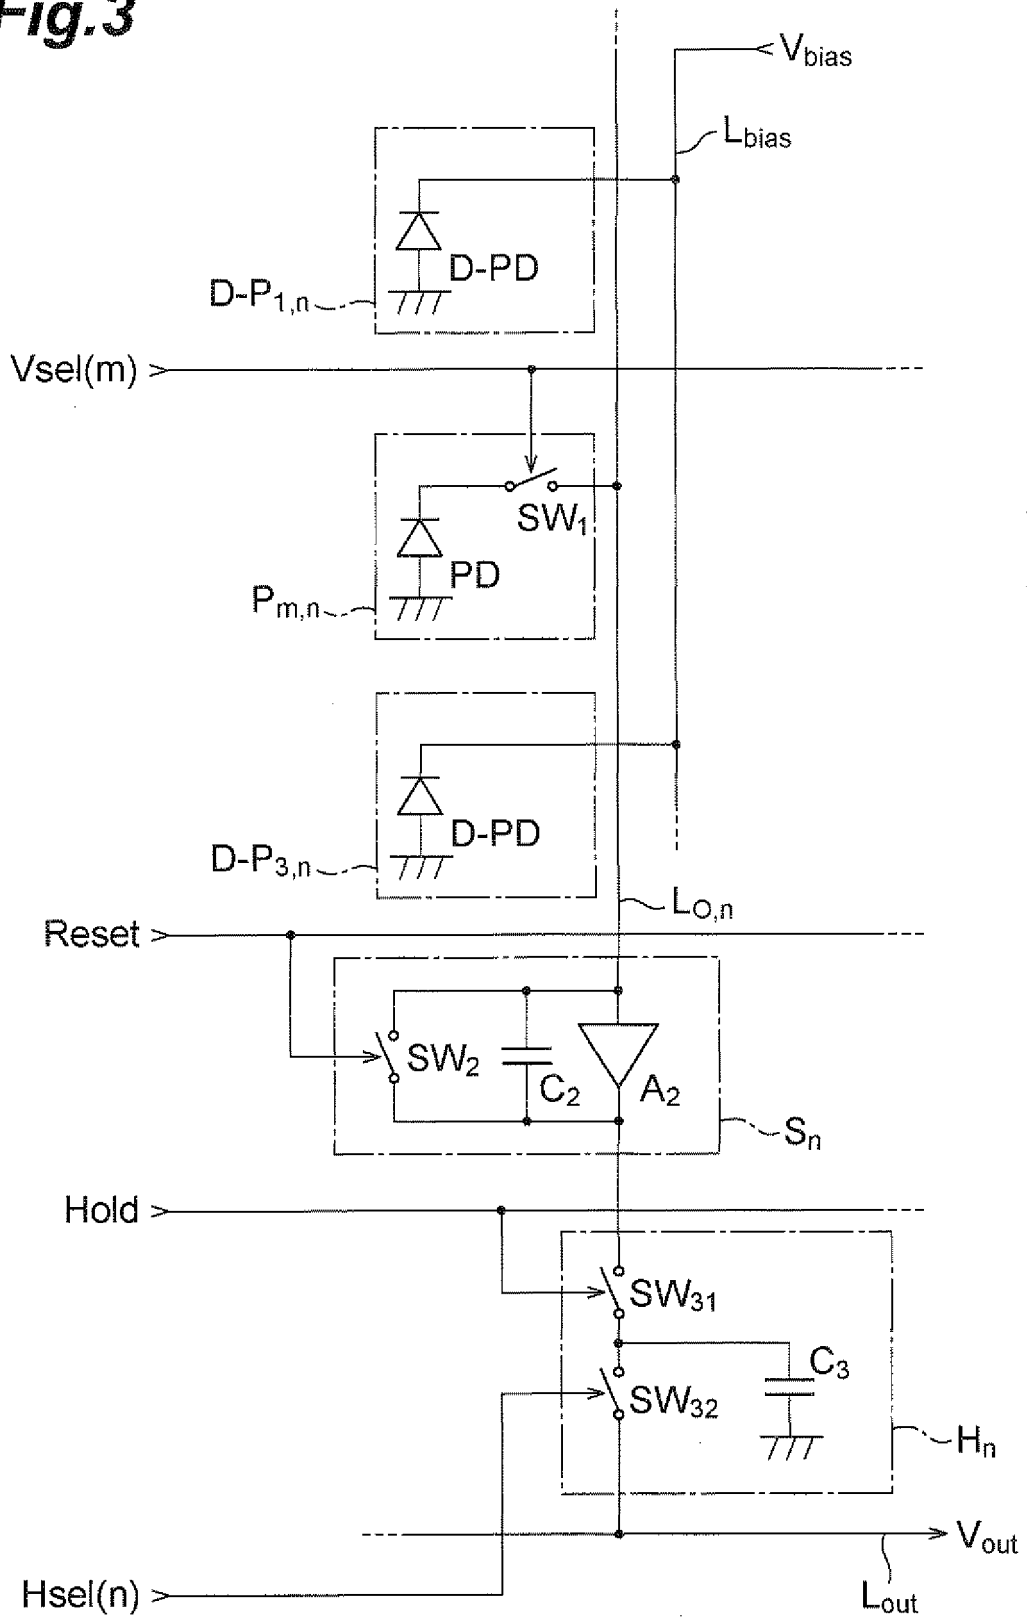 Fig.3
Vbias
Lbias
D-PD
D-P1,n
Vsel(m)
SW1
PD
Pm,n
D-PD
D-P3,n
LO,n
Reset
SW2
C2
A2
Sn
Hold
SW31
C3
SW32
Hn
Vout
Hsel(n)
Lout